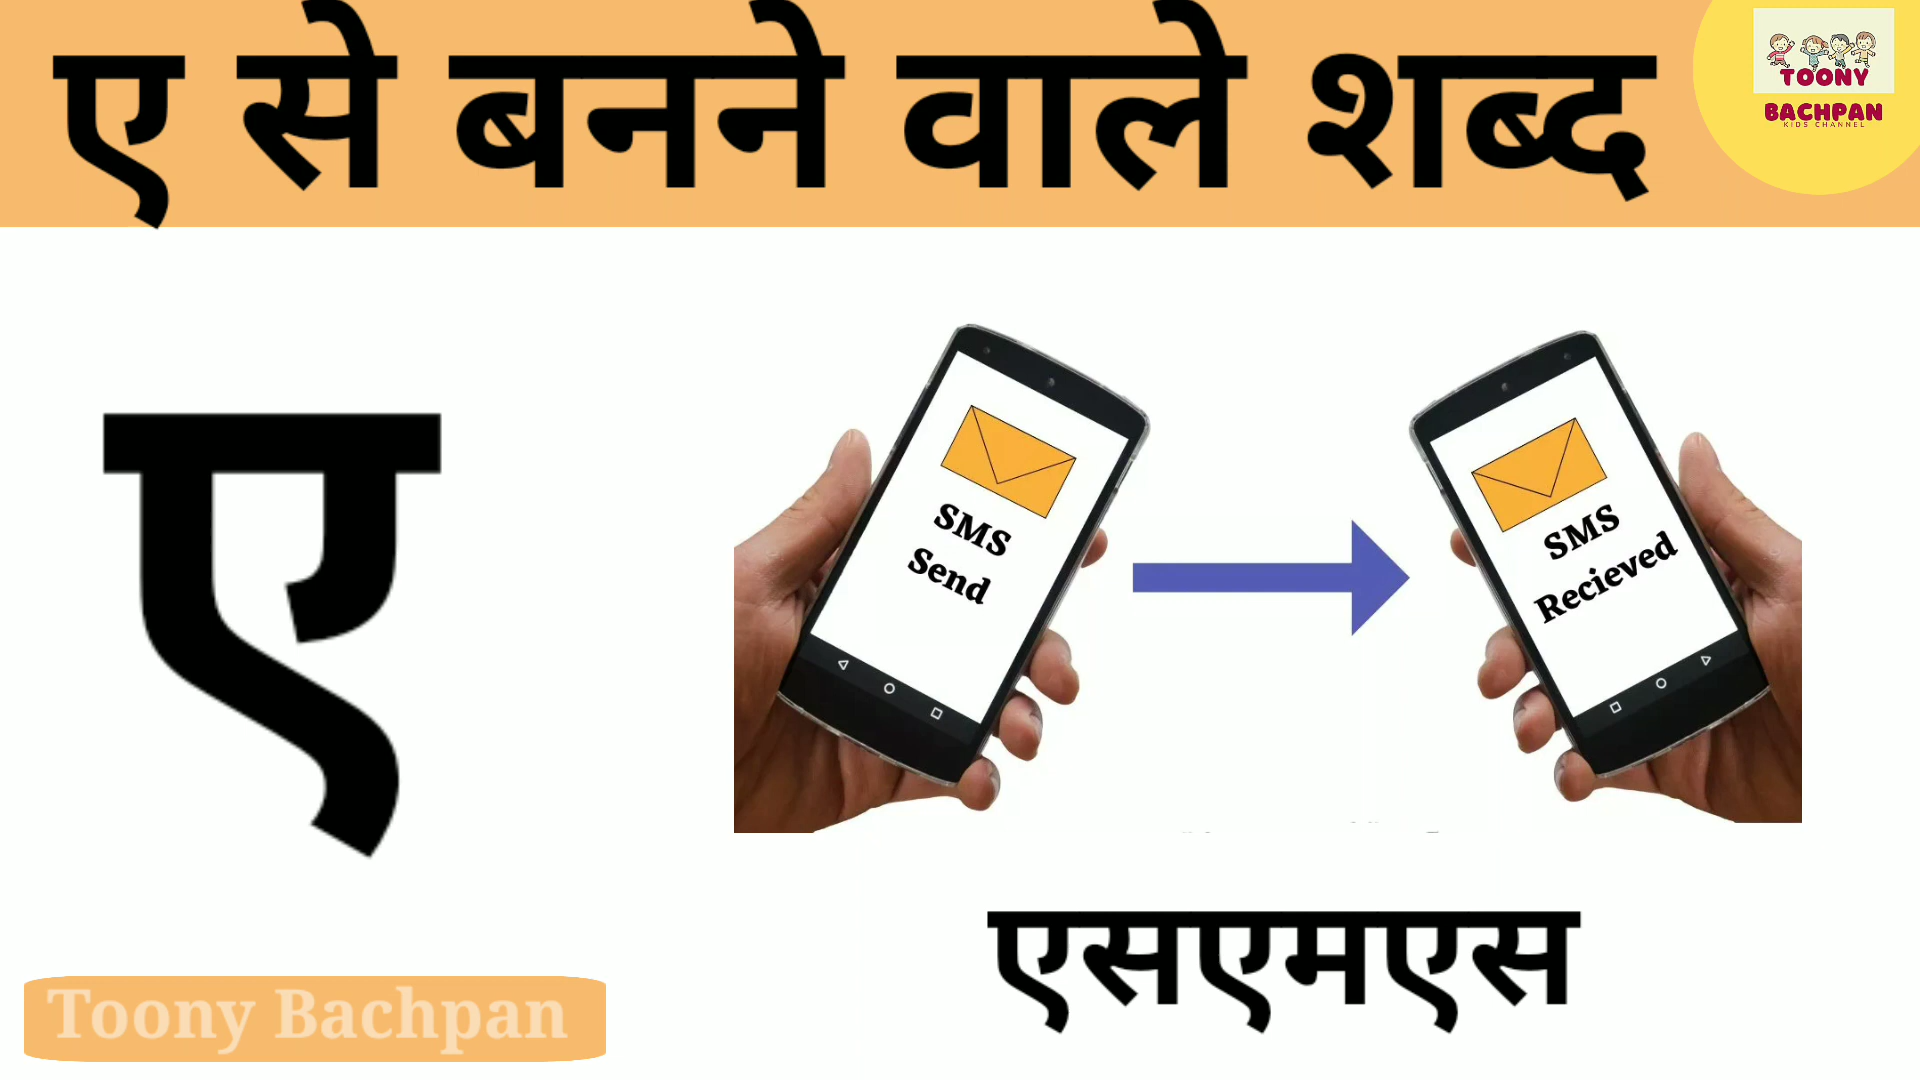 ए से बनने वाले शब्द
TOONY
BACHPAN
KIDS CHANNEL
ए
SMS
Send
SMS
Recieved
एसएमएस
Toony Bachpan